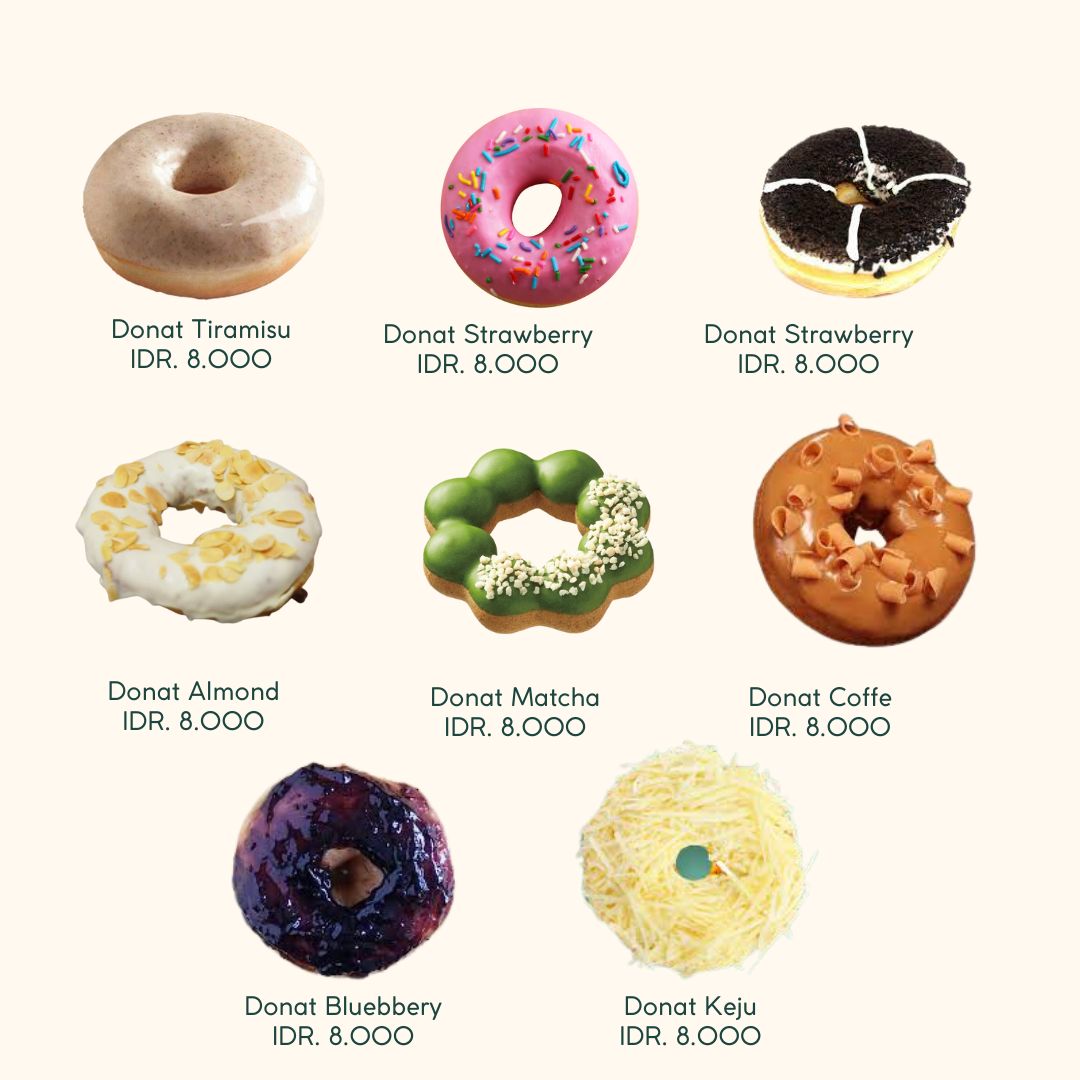 Donat Tiramisu
IDR. 8.000
Donat Strawberry
IDR. 8.000
Donat Strawberry
IDR. 8.000
Donat Almond
IDR. 8.000
Donat Matcha
IDR. 8.000
Donat Coffe
IDR. 8.000
Donat Bluebbery
IDR. 8.000
Donat Keju
IDR. 8.000